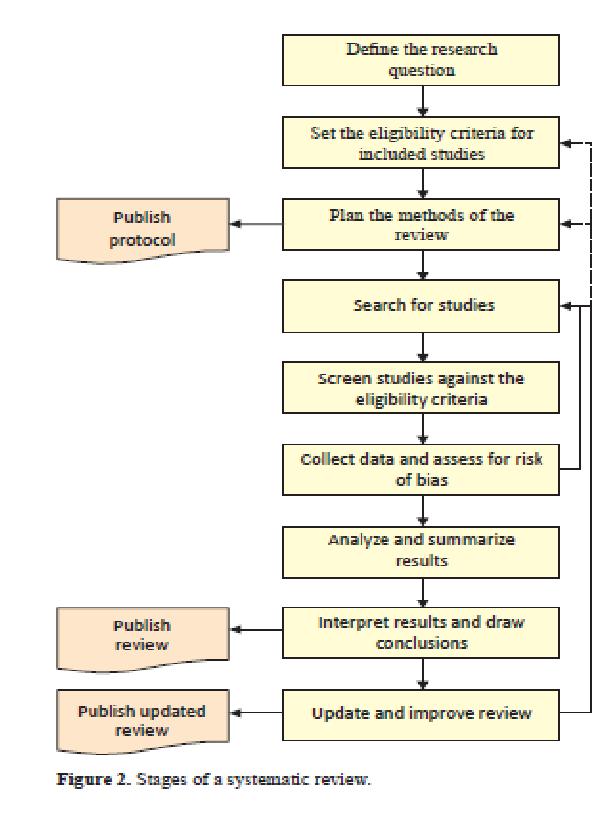 Define the research
question
Set the eligibility criteria for
included studies
Publish
protocol
Plan the methods of the
review
Search for studies
Screen studies against the
eligibility criteria
Collect data and assess for risk
of bias
Analyze and summarize
results
Publish
review
Interpret results and draw
conclusions
Publish updated
review
Update and improve review
Figure 2. Stages of a systematic review.